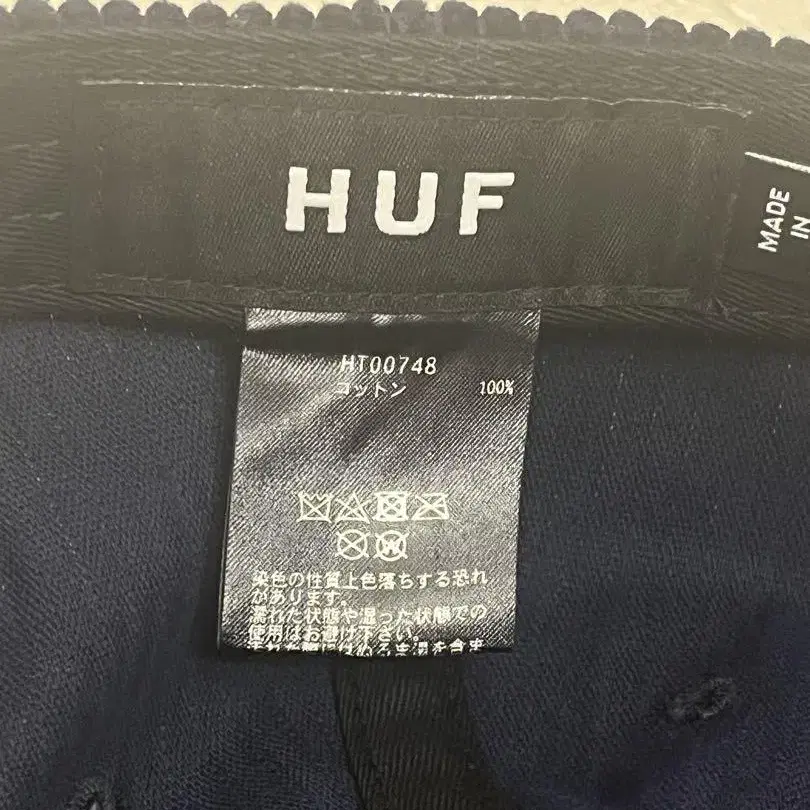 HUF
MADE
IN
HT00748
コットン 100%
染色の性質上色落ちする恐れ
があります。
濡れた状態や湿った状態での
使用はお避け下さい。